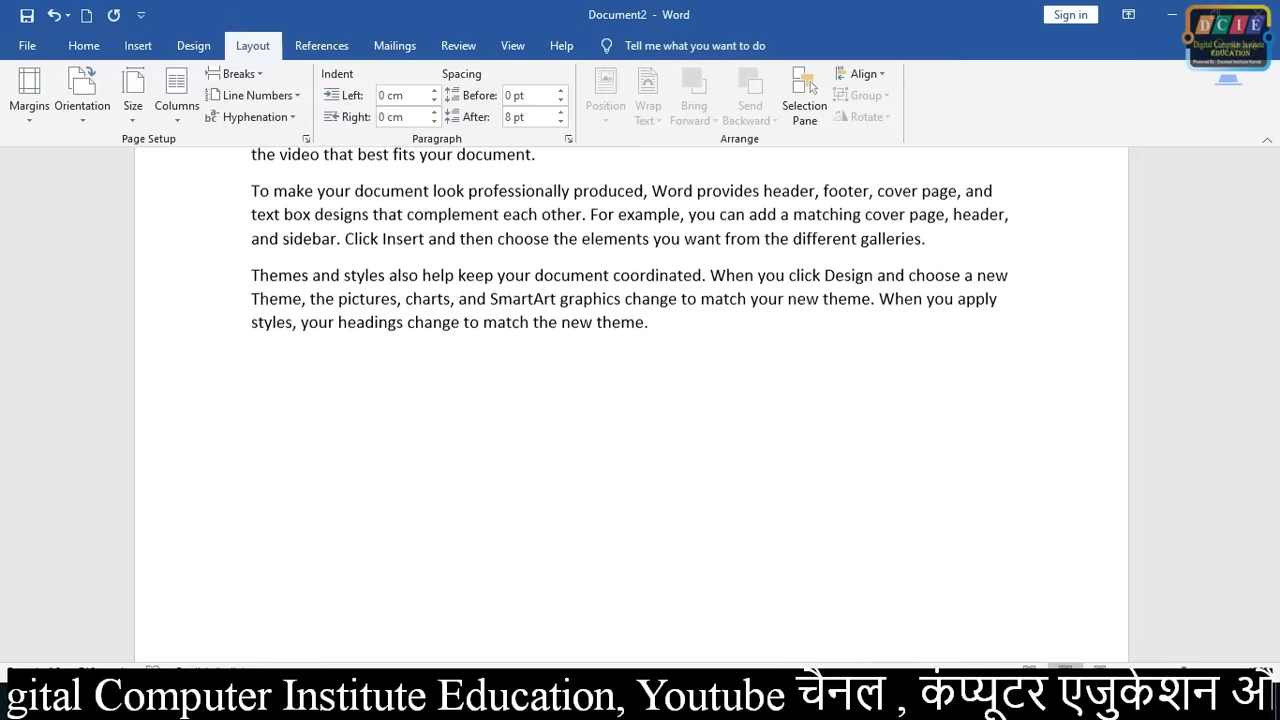 Document2 - Word
Sign in
File Home Insert Design Layout References Mailings Review View Help Tell me what you want to do
DCIE
Digital Computer Institute
EDUCATION
Margins Orientation Size Columns
Breaks
Line Numbers
Hyphenation
Page Setup
Indent Spacing
Left: 0 cm Before: 0 pt
Right: 0 cm After: 8 pt
Paragraph
Position Wrap Text Bring Forward Send Backward Selection Pane
Align
Group
Rotate
Arrange
the video that best fits your document.
To make your document look professionally produced, Word provides header, footer, cover page, and
text box designs that complement each other. For example, you can add a matching cover page, header,
and sidebar. Click Insert and then choose the elements you want from the different galleries.
Themes and styles also help keep your document coordinated. When you click Design and choose a new
Theme, the pictures, charts, and SmartArt graphics change to match your new theme. When you apply
styles, your headings change to match the new theme.
gital Computer Institute Education, Youtube चैनल , कंप्यूटर एजुकेशन औ